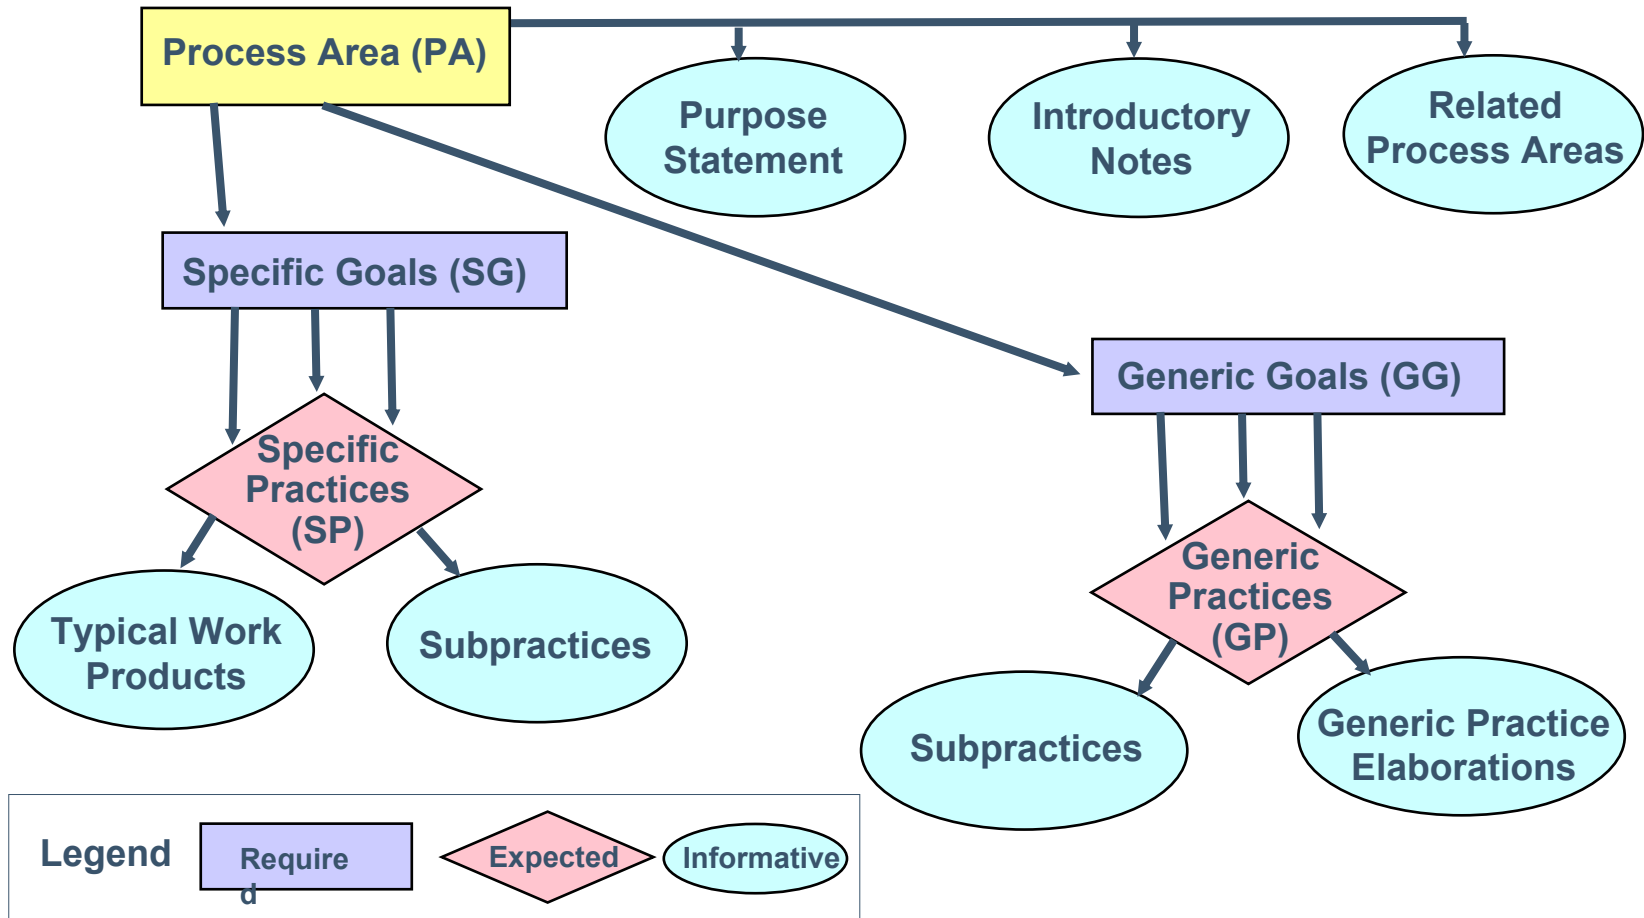 Process Area (PA)
Purpose
Statement
Introductory
Notes
Related
Process Areas
Specific Goals (SG)
Generic Goals (GG)
Specific
Practices
(SP)
Generic
Practices
(GP)
Typical Work
Products
Subpractices
Subpractices
Generic Practice
Elaborations
Legend
Require
d
Expected
Informative